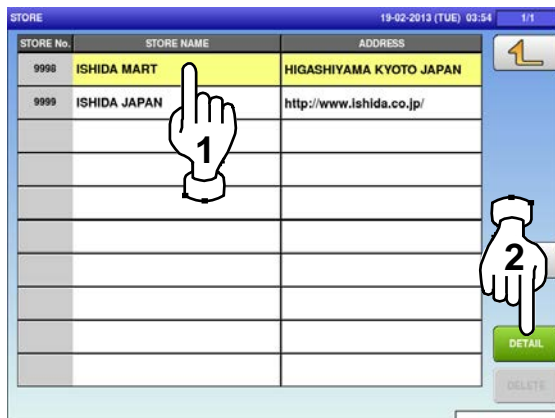 STORE 19-02-2013 (TUE) 03:54 1/1
STORE No. STORE NAME ADDRESS
9998 ISHIDA MART HIGASHIYAMA KYOTO JAPAN
9999 ISHIDA JAPAN http://www.ishida.co.jp/
1
2
DETAIL
DELETE